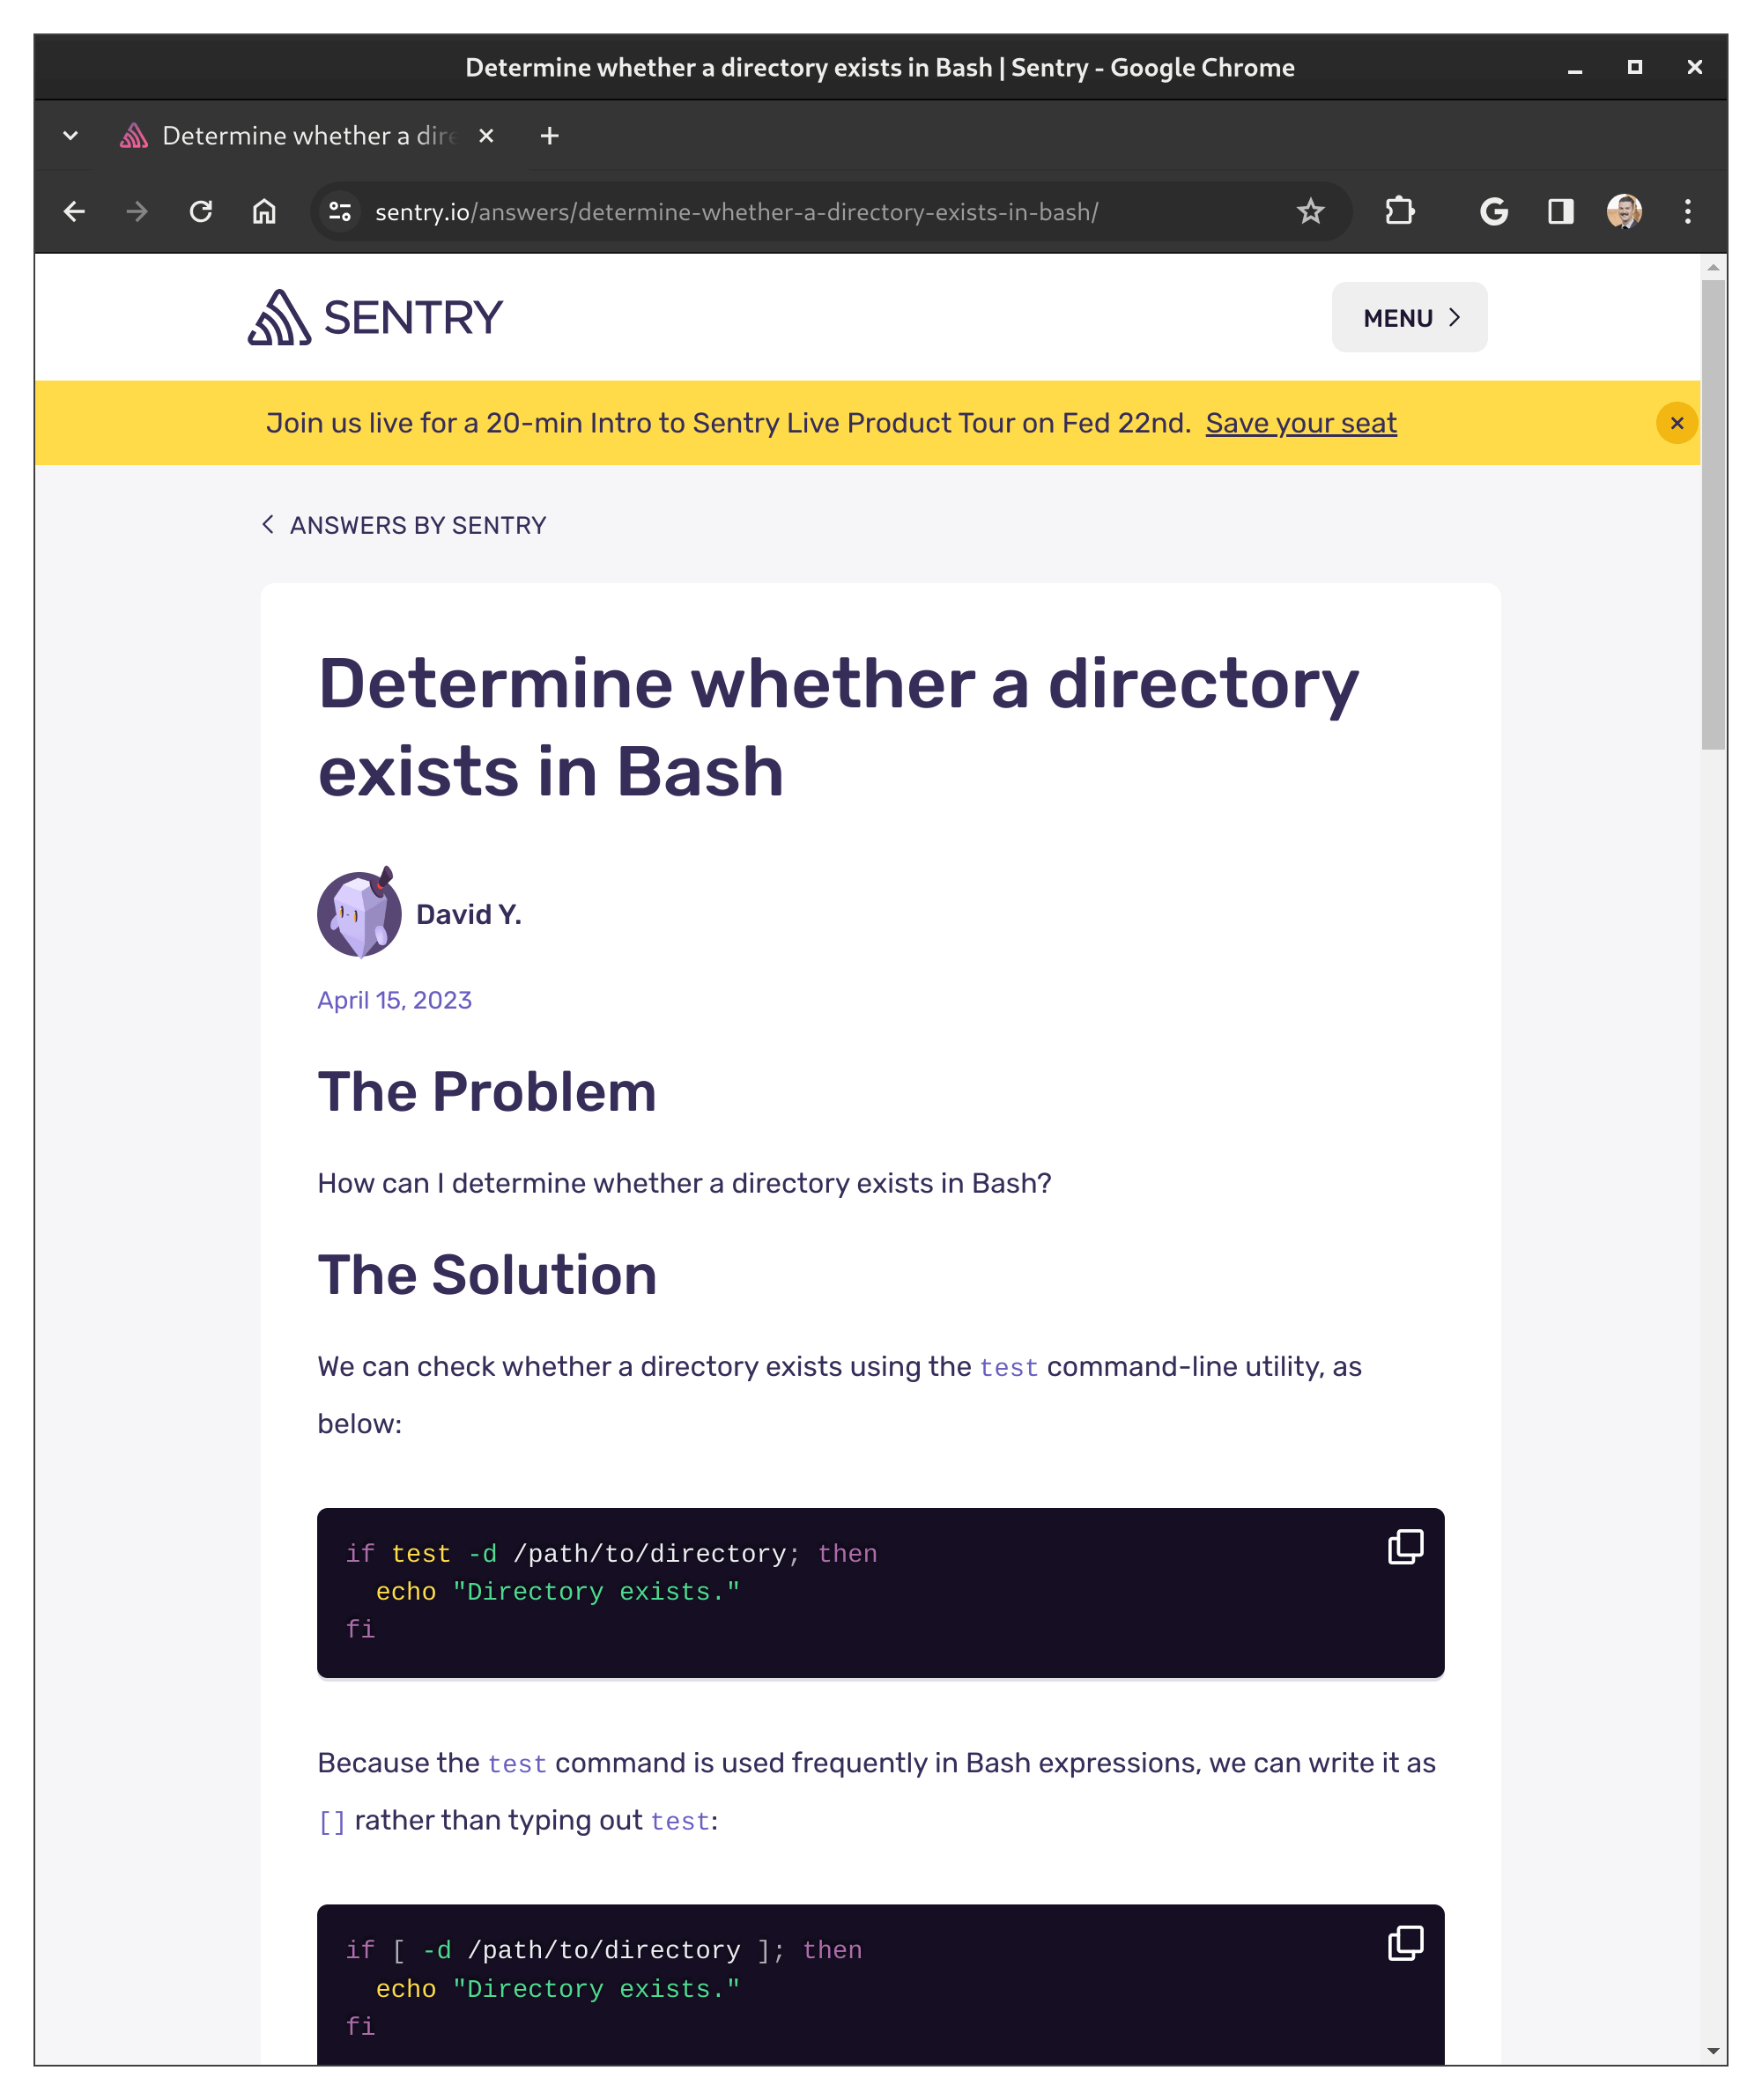 Determine whether a directory exists in Bash | Sentry - Google Chrome
Determine whether a dire
sentry.io/answers/determine-whether-a-directory-exists-in-bash/
SENTRY
MENU
Join us live for a 20-min Intro to Sentry Live Product Tour on Fed 22nd. Save your seat
ANSWERS BY SENTRY
Determine whether a directory
exists in Bash
David Y.
April 15, 2023
The Problem
How can I determine whether a directory exists in Bash?
The Solution
We can check whether a directory exists using the test command-line utility, as
below:
if test -d /path/to/directory; then
  echo "Directory exists."
fi
Because the test command is used frequently in Bash expressions, we can write it as
[] rather than typing out test:
if [ -d /path/to/directory ]; then
  echo "Directory exists."
fi